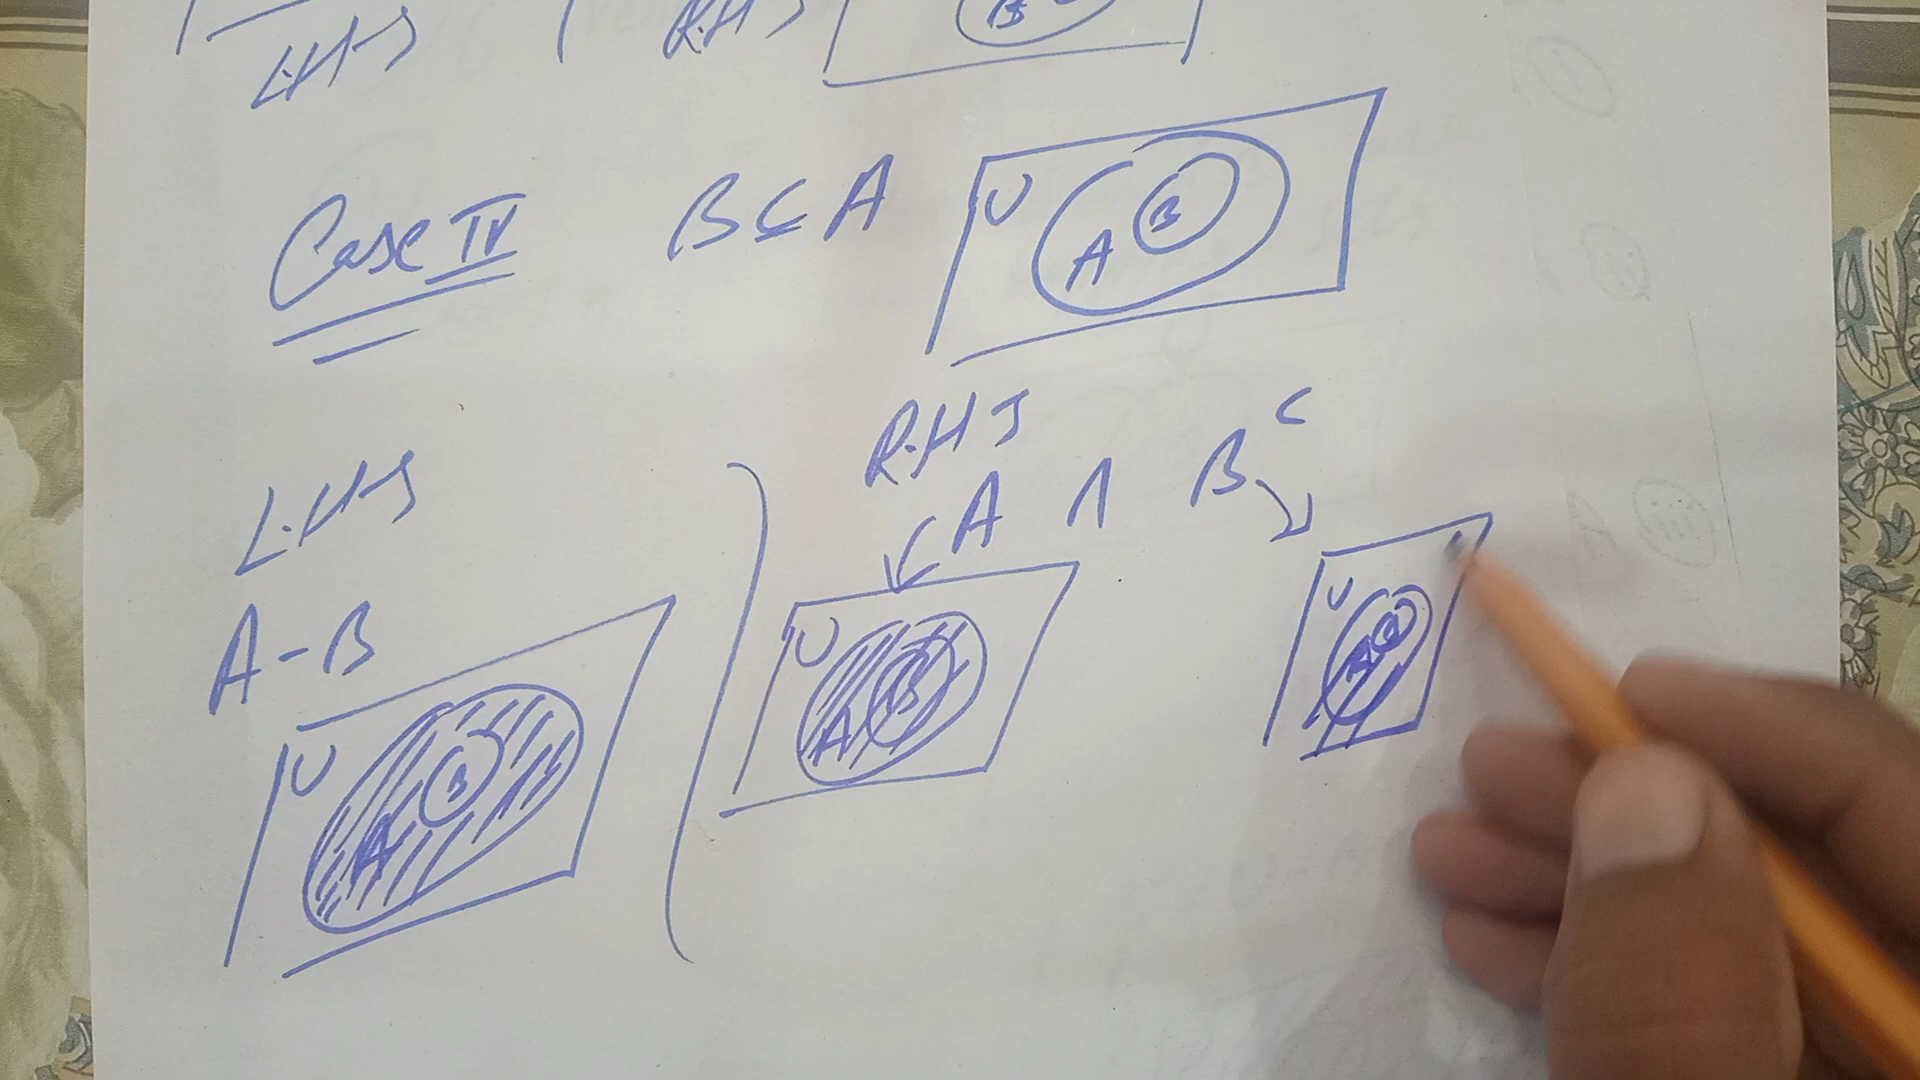 L.H.S
R.H.S
B
Case IV B ⊆ A
U A B
L.H.S
R.H.S
A ∩ B^c
A - B
U A B
U A B
U A B